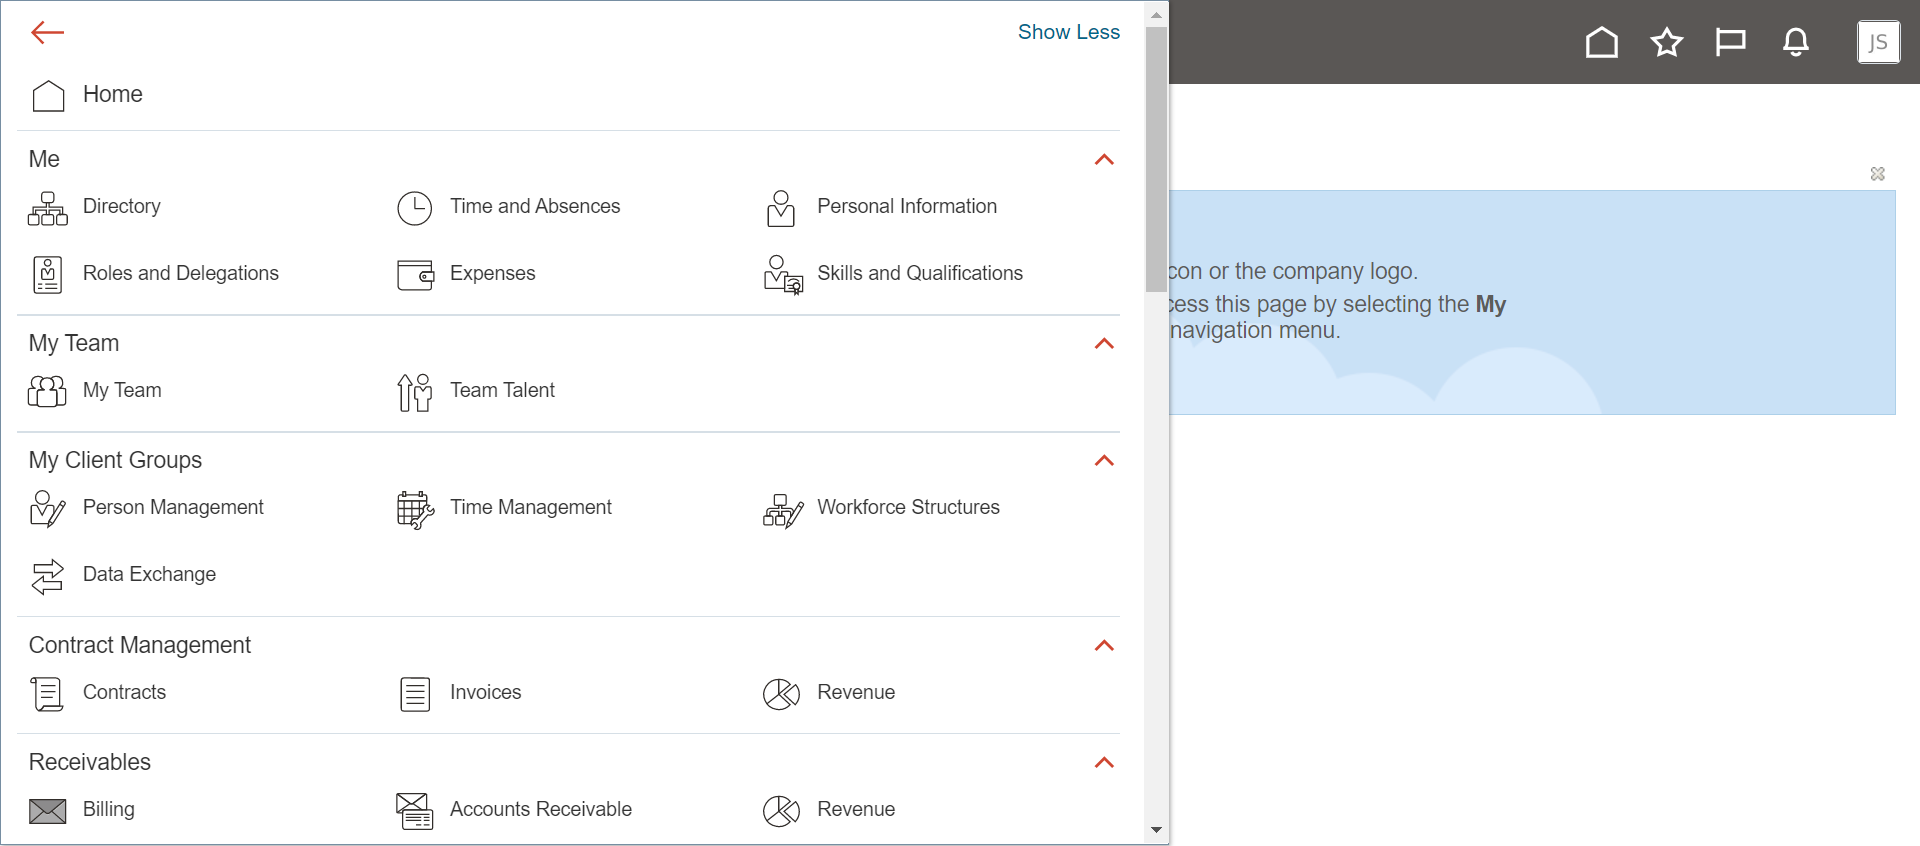 Show Less
JS
Home
Me
Directory
Time and Absences
Personal Information
Roles and Delegations
Expenses
Skills and Qualifications
con or the company logo.
cess this page by selecting the My
navigation menu.
My Team
My Team
Team Talent
My Client Groups
Person Management
Time Management
Workforce Structures
Data Exchange
Contract Management
Contracts
Invoices
Revenue
Receivables
Billing
Accounts Receivable
Revenue